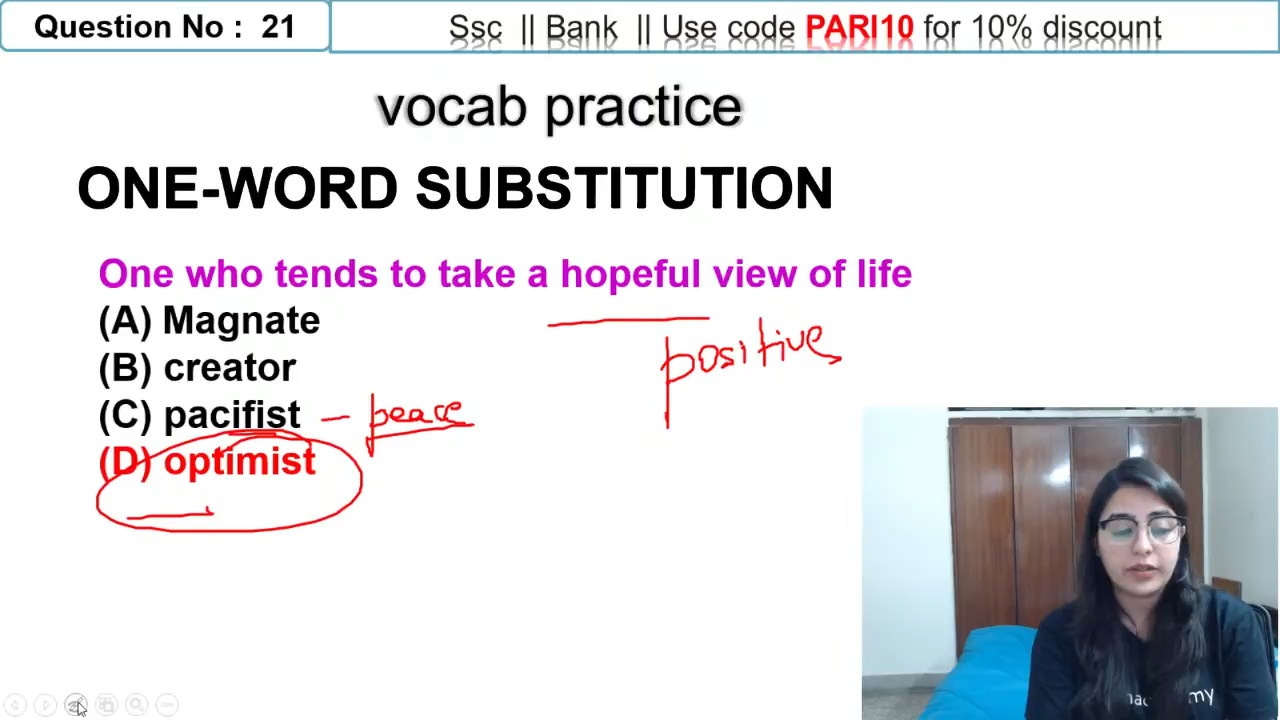 Question No : 21
Ssc || Bank || Use code PARI10 for 10% discount
vocab practice
ONE-WORD SUBSTITUTION
One who tends to take a hopeful view of life
(A) Magnate
positive
(B) creator
(C) pacifist – peace
(D) optimist